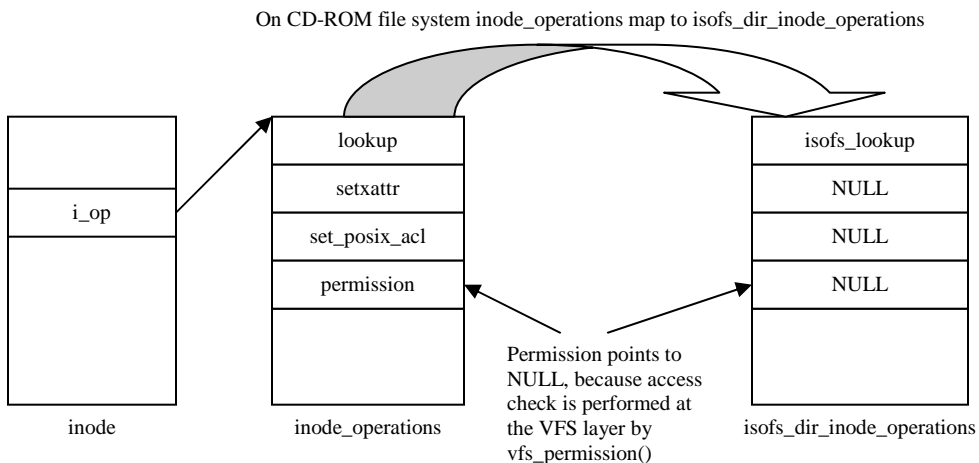 On CD-ROM file system inode_operations map to isofs_dir_inode_operations
lookup
isofs_lookup
setxattr
NULL
i_op
set_posix_acl
NULL
permission
NULL
Permission points to
NULL, because access
check is performed at
the VFS layer by
vfs_permission()
inode
inode_operations
isofs_dir_inode_operations